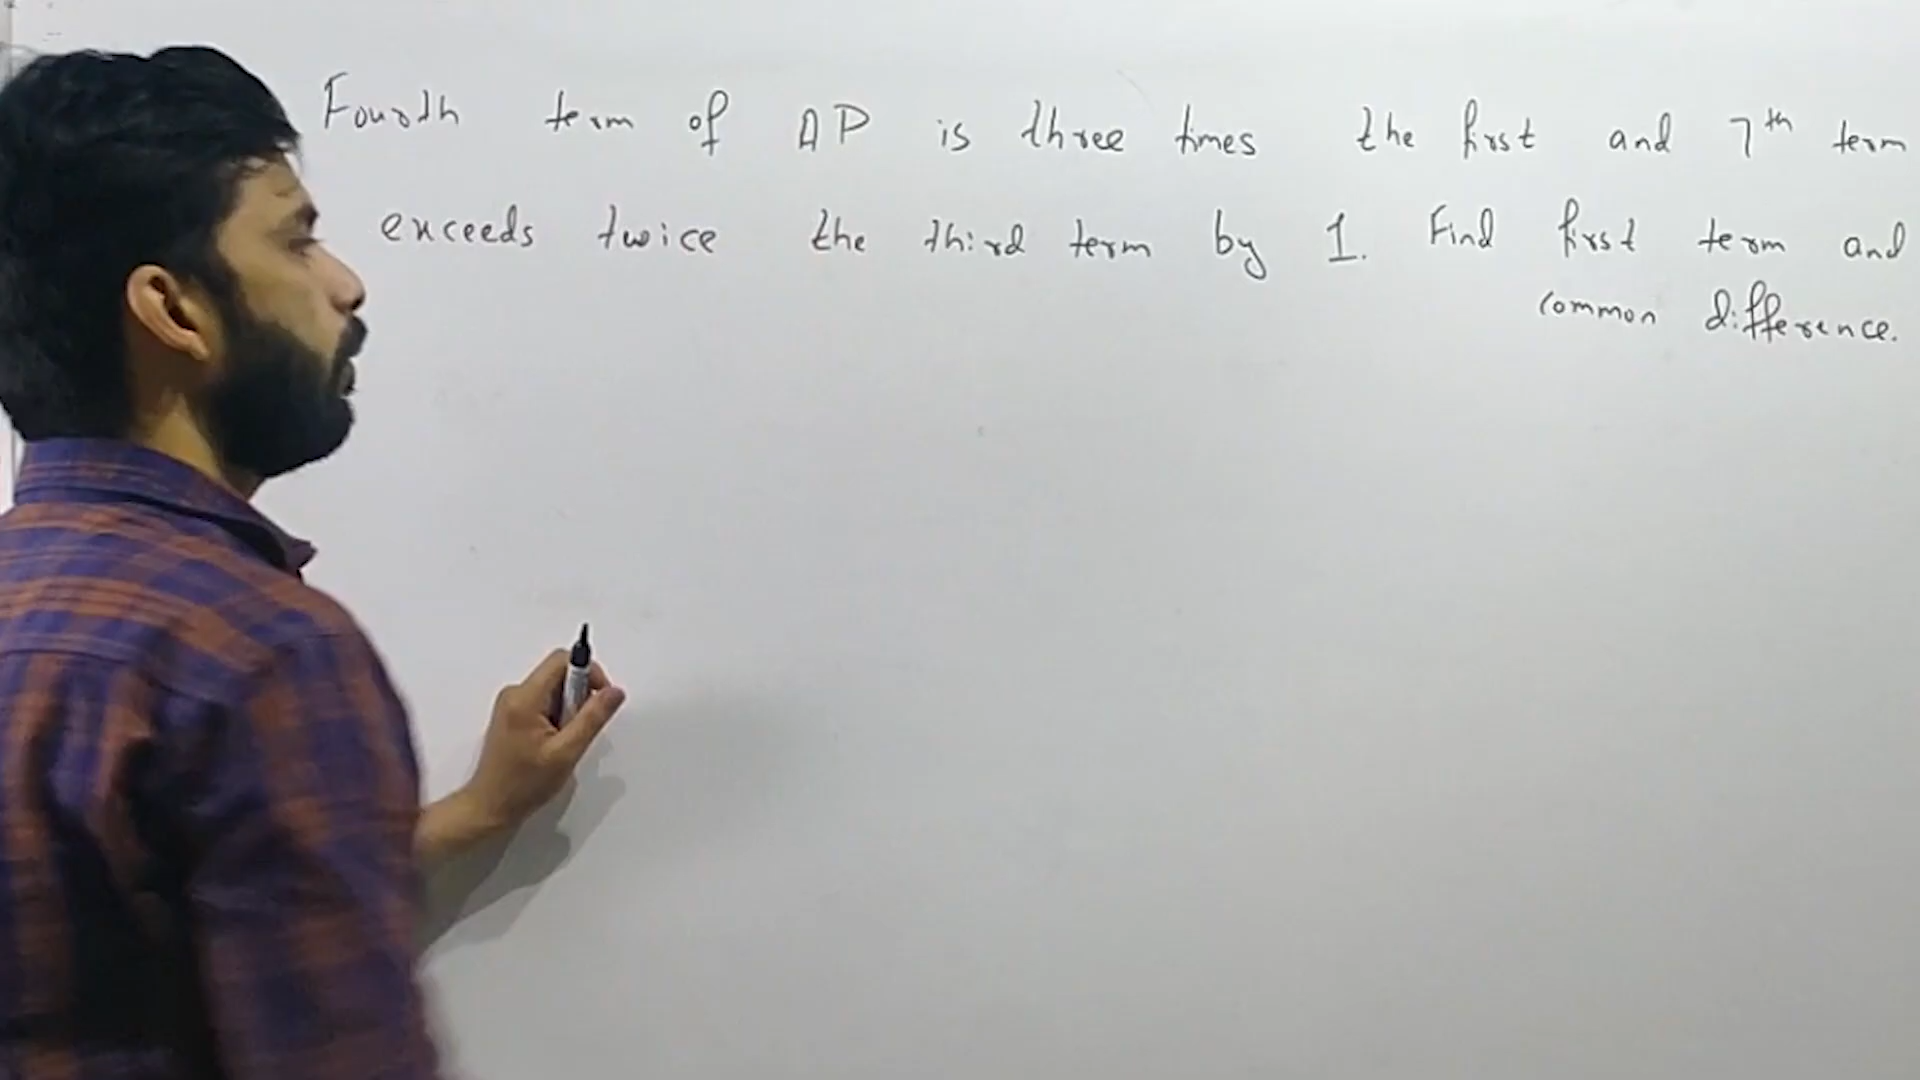 Fourth term of AP is three times the first and 7th term
exceeds twice the third term by 1. Find first term and
common difference.